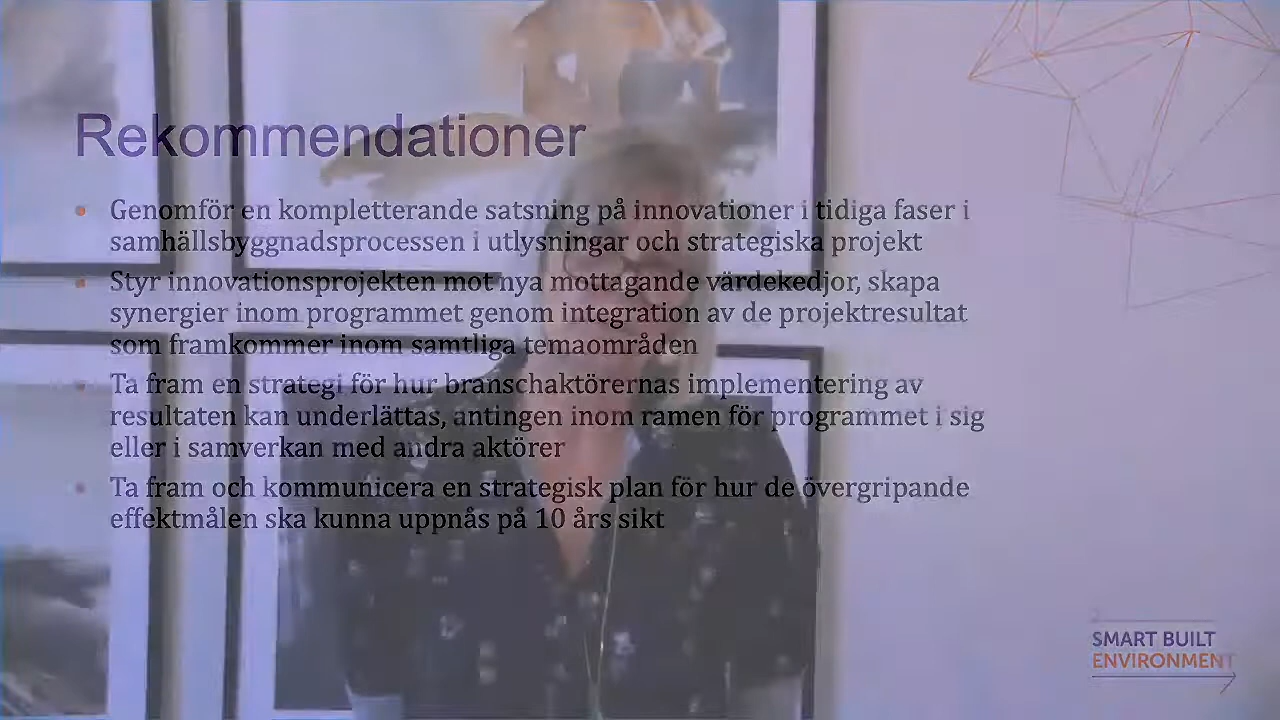 Rekommendationer
Genomför en kompletterande satsning på innovationer i tidiga faser i
samhällsbyggnadsprocessen i utlysningar och strategiska projekt
Styr innovationsprojekten mot nya mottagande värdekedjor, skapa
synergier inom programmet genom integration av de projektresultat
som framkommer inom samtliga temaområden
Ta fram en strategi för hur branschaktörernas implementering av
resultaten kan underlättas, antingen inom ramen för programmet i sig
eller i samverkan med andra aktörer
Ta fram och kommunicera en strategisk plan för hur de övergripande
effektmålen ska kunna uppnås på 10 års sikt
SMART BUILT
ENVIRONMENT